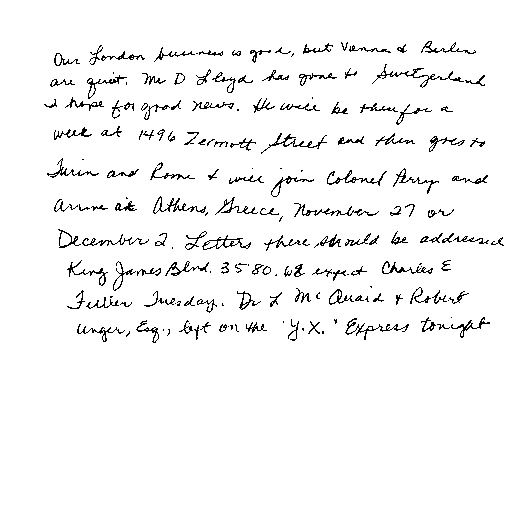 Our London business is good, but Vienna & Berlin
are quiet. Mr D Lloyd has gone to Switzerland
& I hope for good news. He will be there for a
week at 1496 Zermott Street and then goes to
Turin and Rome & will join Colonel Perry and
arrive at Athens, Greece, November 27 or
December 2. Letters there should be addressed
King James Blvd. 3580. We expect Charles E
Fuller Tuesday. Dr L McQuaid & Robert
Unger, Esq., left on the "Y.X." Express tonight